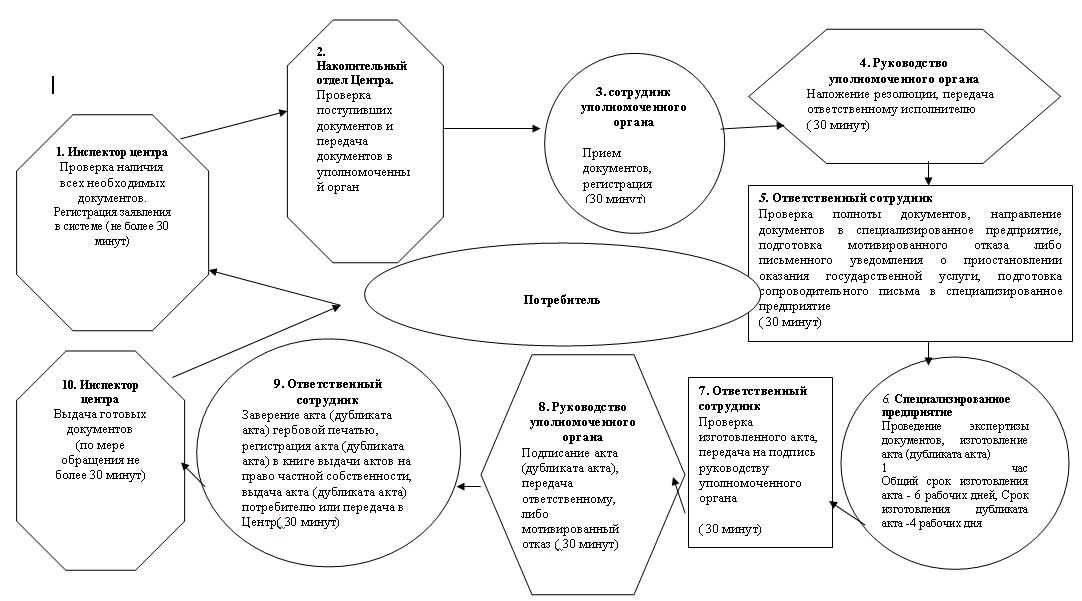 1. Инспектор центра
Проверка наличия
всех необходимых
документов.
Регистрация заявления
в системе (не более 30
минут)
2.
Накопительный
отдел Центра.
Проверка
поступивших
документов и
передача
документов в
уполномоченны
й орган
3. сотрудник
уполномоченного
органа
Прием
документов,
регистрация
(30 минут)
4. Руководство
уполномоченного органа
Наложение резолюции, передача
ответственному исполнителю
( 30 минут)
5. Ответственный сотрудник
Проверка полноты документов, направление
документов в специализированное предприятие,
подготовка мотивированного отказа либо
письменного уведомления о приостановлении
оказания государственной услуги, подготовка
сопроводительного письма в специализированное
предприятие
( 30 минут)
Потребитель
6. Специализированное
предприятие
Проведение экспертизы
документов, изготовление
акта (дубликата акта)
1 час
Общий срок изготовления
акта - 6 рабочих дней, Срок
изготовления дубликата
акта -4 рабочих дня
7. Ответственный
сотрудник
Проверка
изготовленного акта,
передача на подпись
руководству
уполномоченного
органа
( 30 минут)
8. Руководство
уполномоченного
органа
Подписание акта
(дубликата акта),
передача
ответственному,
либо
мотивированный
отказ ( 30 минут)
9. Ответственный
сотрудник
Заверение акта (дубликата
акта) гербовой печатью,
регистрация акта (дубликата
акта) в книге выдачи актов на
право частной собственности,
выдача акта (дубликата акта)
потребителю или передача в
Центр( 30 минут)
10. Инспектор
центра
Выдача готовых
документов
(по мере
обращения не
более 30 минут)